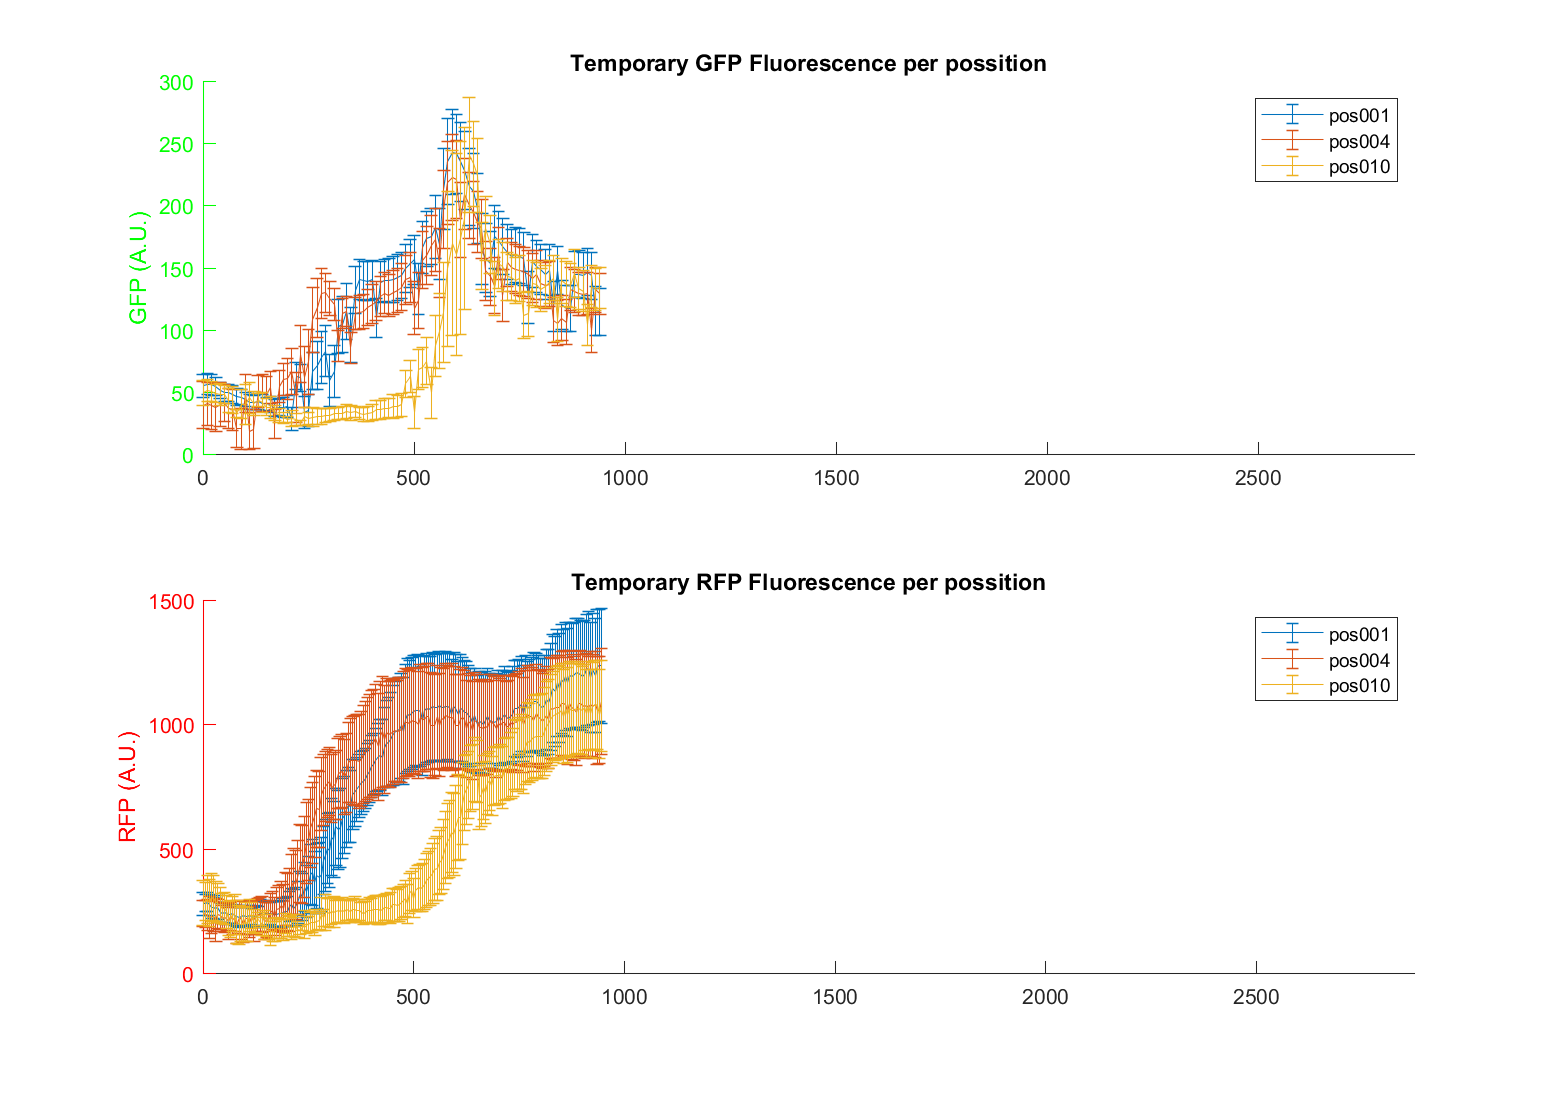 Temporary GFP Fluorescence per possition
300
250
200
150
100
50
0
GFP (A.U.)
pos001
pos004
pos010
0 500 1000 1500 2000 2500
Temporary RFP Fluorescence per possition
1500
1000
500
0
RFP (A.U.)
pos001
pos004
pos010
0 500 1000 1500 2000 2500